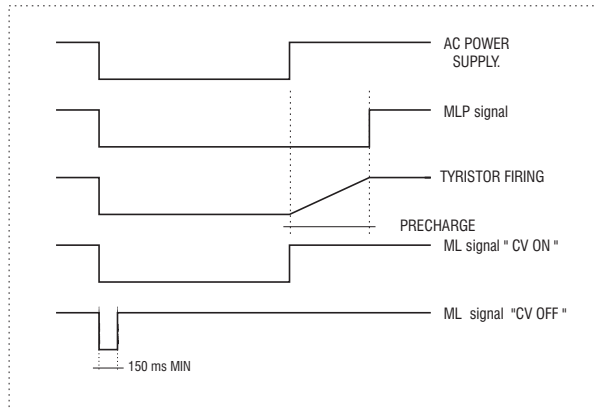 AC POWER
SUPPLY.
MLP signal
TYRISTOR FIRING
PRECHARGE
ML signal " CV ON "
ML signal "CV OFF "
150 ms MIN